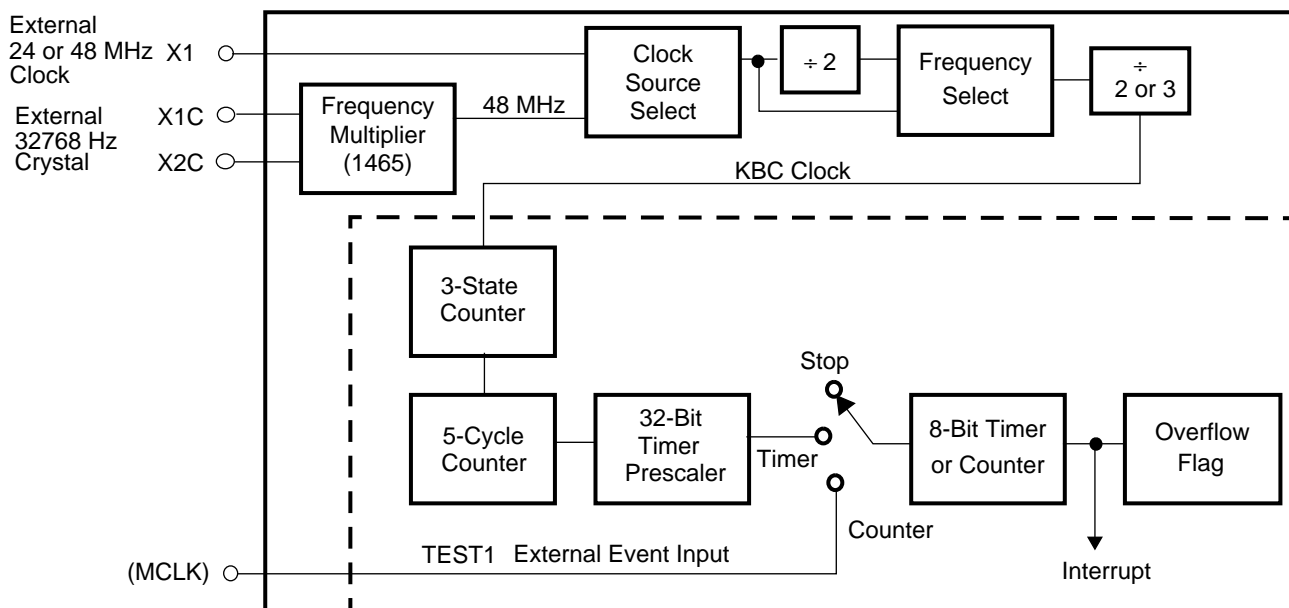 External
24 or 48 MHz X1
Clock
External X1C
32768 Hz
Crystal X2C
Frequency
Multiplier
(1465)
48 MHz
Clock
Source
Select
÷ 2
Frequency
Select
÷
2 or 3
KBC Clock
3-State
Counter
5-Cycle
Counter
32-Bit
Timer
Prescaler
Stop
Timer
Counter
8-Bit Timer
or Counter
Overflow
Flag
Interrupt
TEST1 External Event Input
(MCLK)